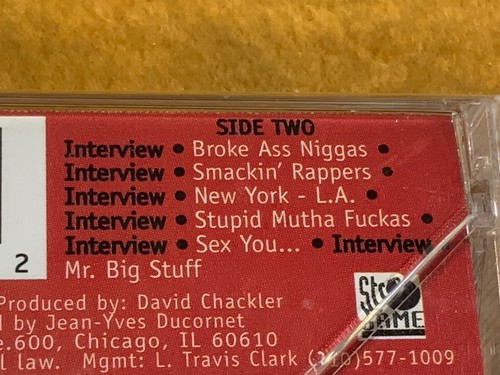 SIDE TWO
Interview • Broke Ass Niggas •
Interview • Smackin' Rappers •
Interview • New York - L.A. •
Interview • Stupid Mutha Fuckas •
Interview • Sex You... • Interview •
Mr. Big Stuff
2
Produced by: David Chackler
d by Jean-Yves Ducornet
e.600, Chicago, IL 60610
l law. Mgmt: L. Travis Clark (310)577-1009
GAME